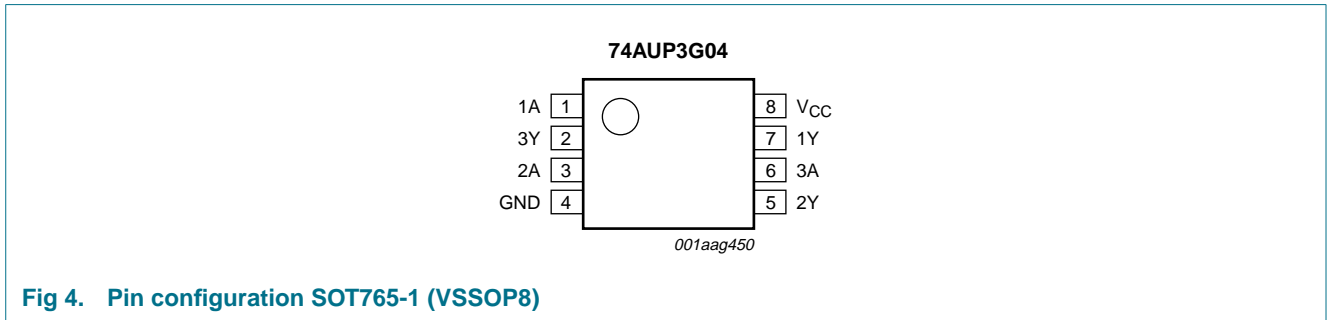 74AUP3G04
1A 1 8 VCC
3Y 2 7 1Y
2A 3 6 3A
GND 4 5 2Y
001aag450
Fig 4. Pin configuration SOT765-1 (VSSOP8)